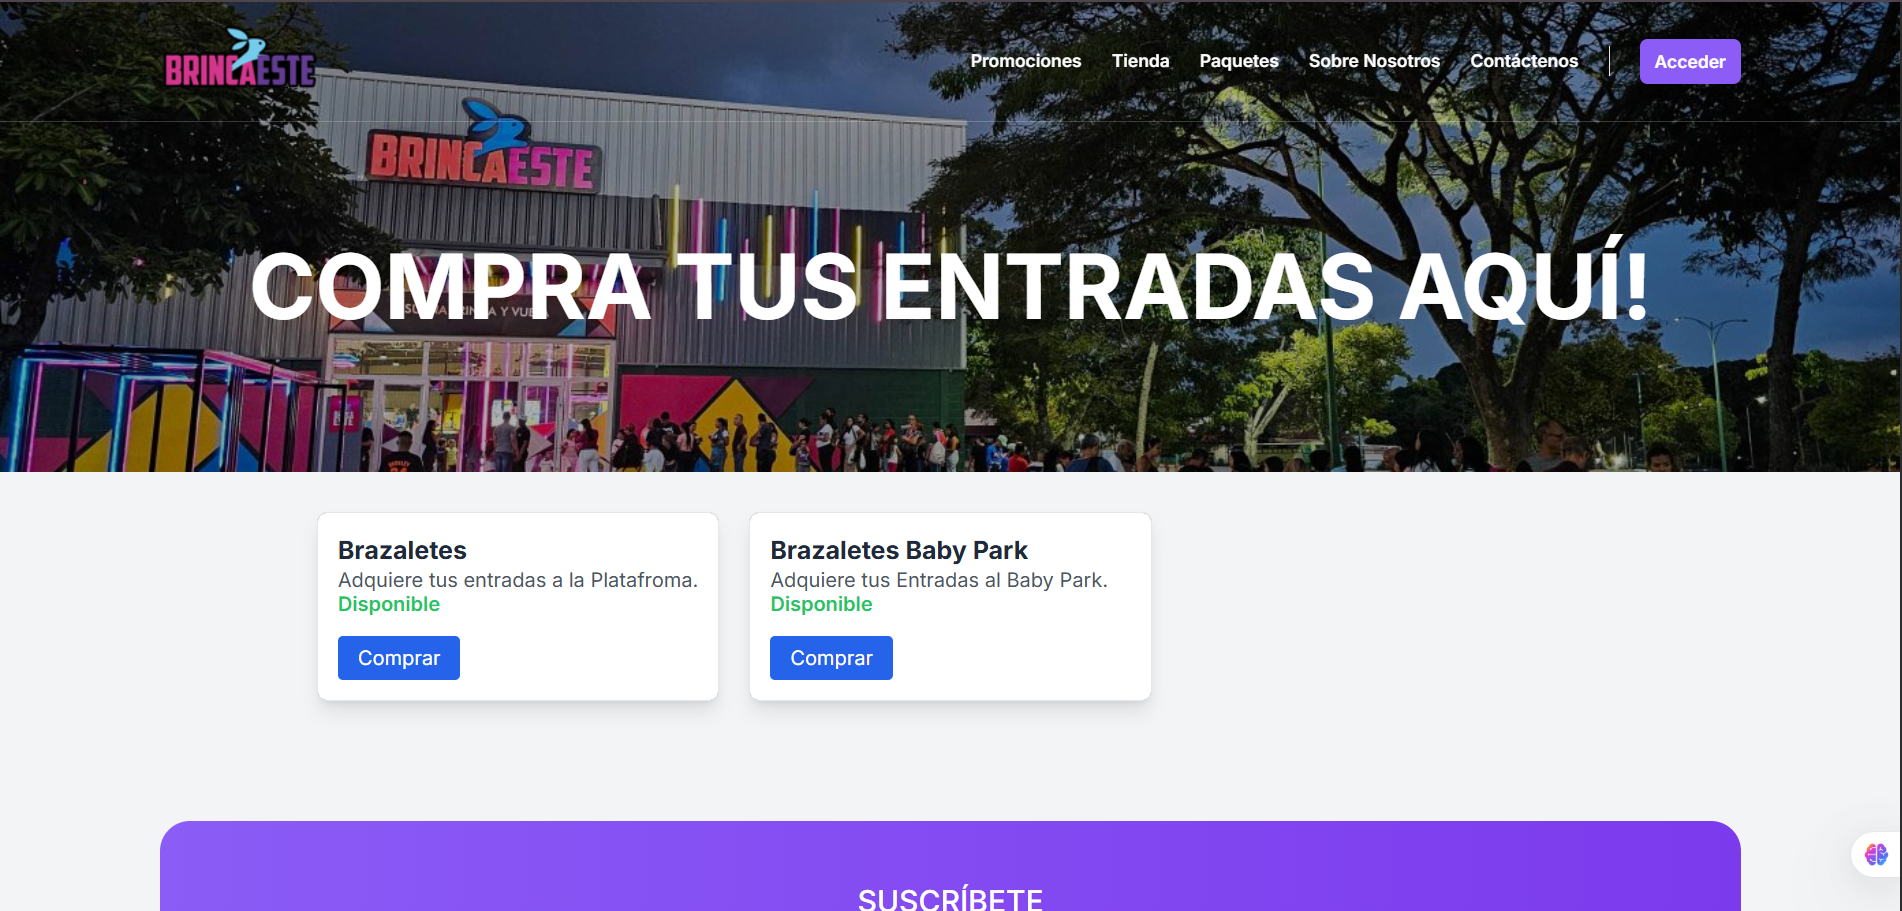 BRINCAESTE
Promociones
Tienda
Paquetes
Sobre Nosotros
Contáctenos
Acceder
BRINCAESTE
COMPRA TUS ENTRADAS AQUÍ!
Brazaletes
Adquiere tus entradas a la Platafroma.
Disponible
Comprar
Brazaletes Baby Park
Adquiere tus Entradas al Baby Park.
Disponible
Comprar
SUSCRÍBETE